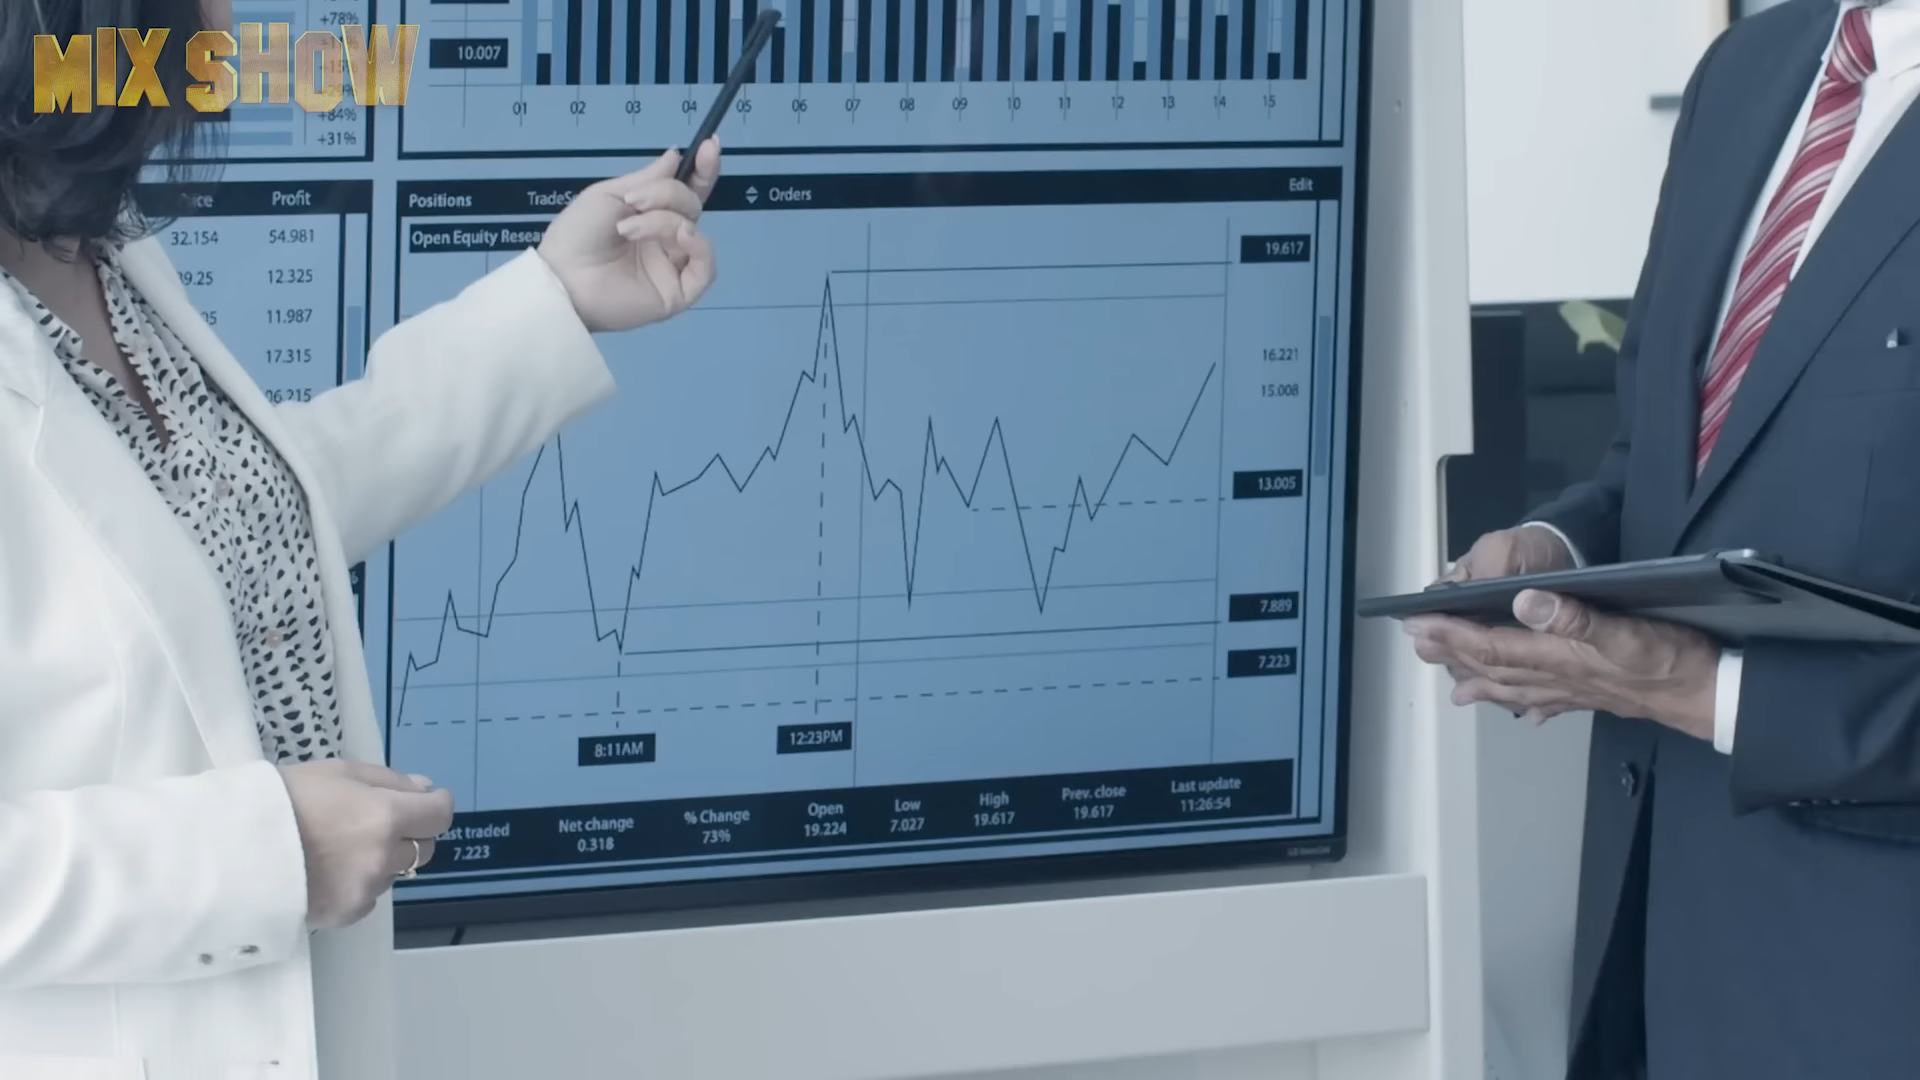 MIX SHOW
+78%
+84%
+31%
10.007
01 02 03 04 05 06 07 08 09 10 11 12 13 14 15
Profit
32.154 54.981
12.325
11.987
17.315
Positions Orders Edit
Open Equity
19.617
16.221
15.008
13.005
7.889
7.223
8:11AM 12:23PM
traded Net change % Change Open Low High Prev. close Last update
7.223 0.318 73% 19.224 7.027 19.617 19.617 11:26:54